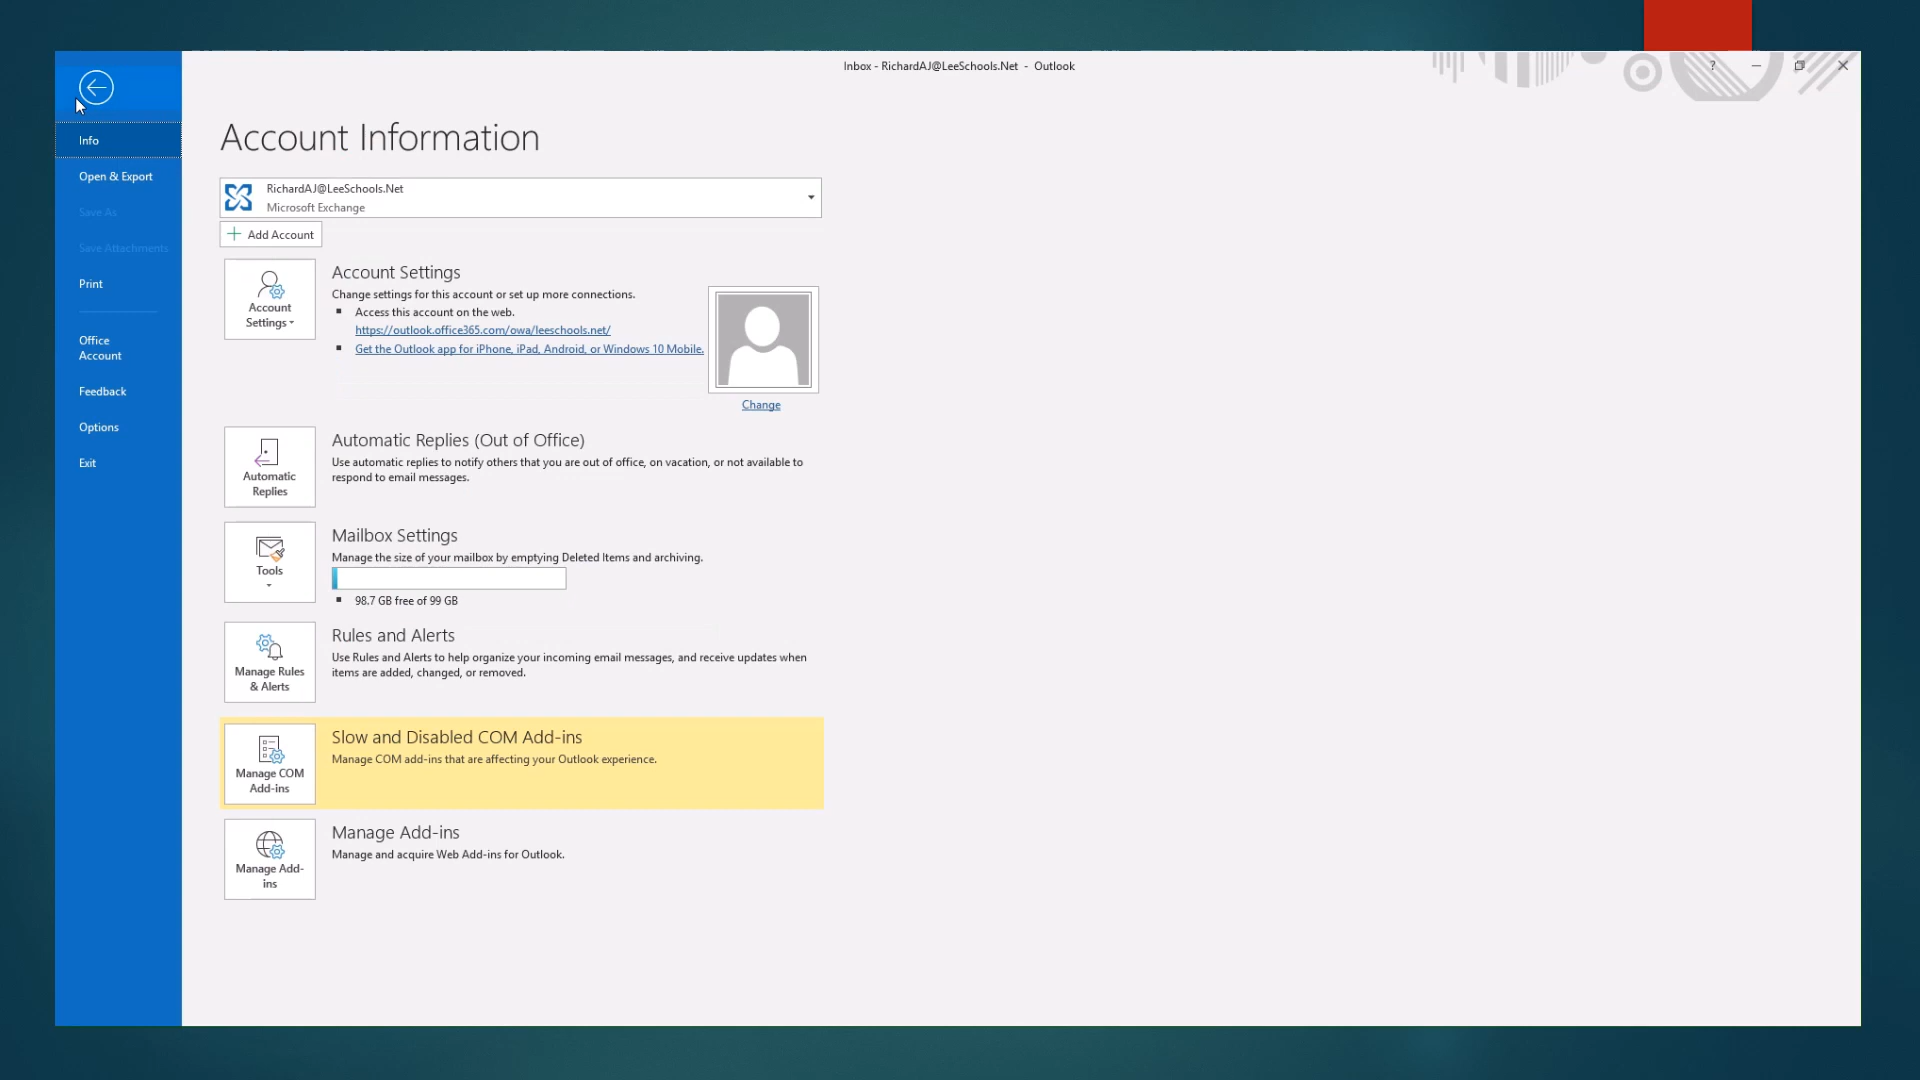 Inbox - RichardAJ@LeeSchools.Net - Outlook
?
Info
Open & Export
Save As
Save Attachments
Print
Office
Account
Feedback
Options
Exit
Account Information
RichardAJ@LeeSchools.Net
Microsoft Exchange
Add Account
Account
Settings
Account Settings
Change settings for this account or set up more connections.
Access this account on the web.
https://outlook.office365.com/owa/leeschools.net/
Get the Outlook app for iPhone, iPad, Android, or Windows 10 Mobile.
Change
Automatic
Replies
Automatic Replies (Out of Office)
Use automatic replies to notify others that you are out of office, on vacation, or not available to
respond to email messages.
Tools
Mailbox Settings
Manage the size of your mailbox by emptying Deleted Items and archiving.
98.7 GB free of 99 GB
Manage Rules
& Alerts
Rules and Alerts
Use Rules and Alerts to help organize your incoming email messages, and receive updates when
items are added, changed, or removed.
Manage COM
Add-ins
Slow and Disabled COM Add-ins
Manage COM add-ins that are affecting your Outlook experience.
Manage Add-
ins
Manage Add-ins
Manage and acquire Web Add-ins for Outlook.